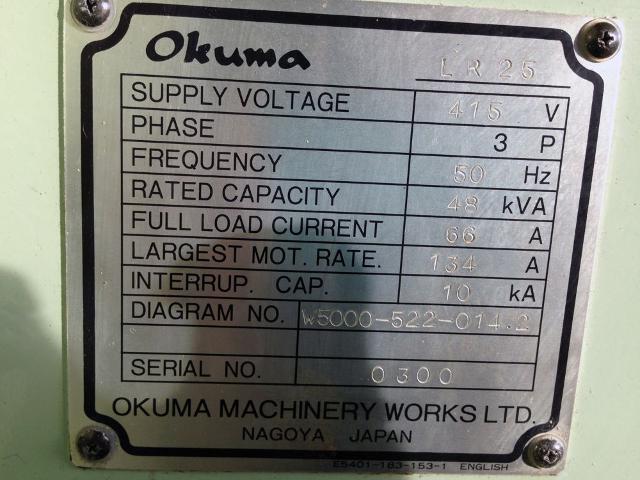 Okuma LR25
SUPPLY VOLTAGE 415 V
PHASE 3 P
FREQUENCY 50 Hz
RATED CAPACITY 48 kVA
FULL LOAD CURRENT 66 A
LARGEST MOT. RATE. 134 A
INTERRUP. CAP. 10 kA
DIAGRAM NO. W5000-522-014.2
SERIAL NO. 0300
OKUMA MACHINERY WORKS LTD.
NAGOYA JAPAN
E5401-183-153-1 ENGLISH